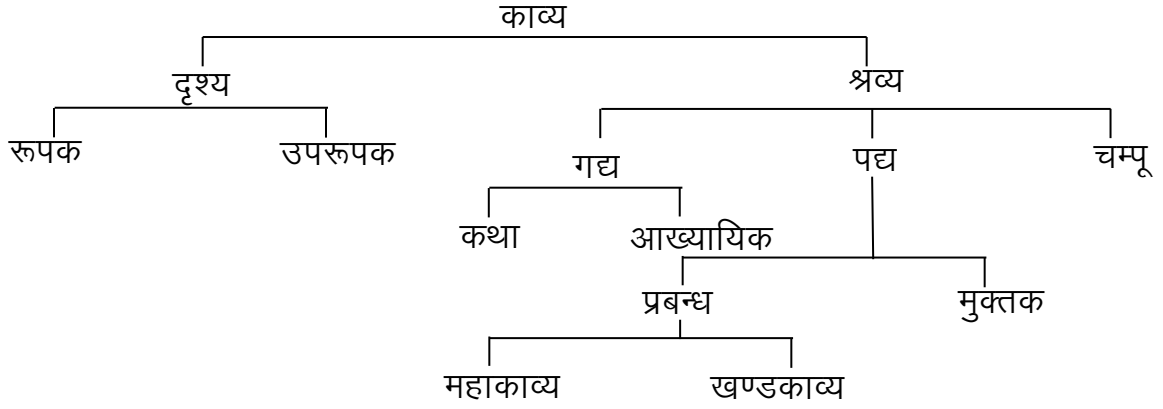 काव्य
दृश्य श्रव्य
रूपक उपरूपक गद्य पद्य चम्पू
कथा आख्यायिक
प्रबन्ध मुक्तक
महाकाव्य खण्डकाव्य